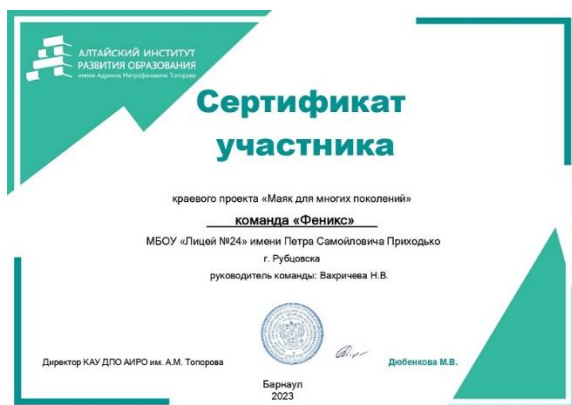 АЛТАЙСКИЙ ИНСТИТУТ
РАЗВИТИЯ ОБРАЗОВАНИЯ
имени Адриана Митрофановича Топорова
Сертификат
участника
краевого проекта «Маяк для многих поколений»
команда «Феникс»
МБОУ «Лицей №24» имени Петра Самойловича Приходько
г. Рубцовска
руководитель команды: Вахричева Н.В.
Директор КАУ ДПО АИРО им. А.М. Топорова
Дюбенкова М.В.
Барнаул
2023